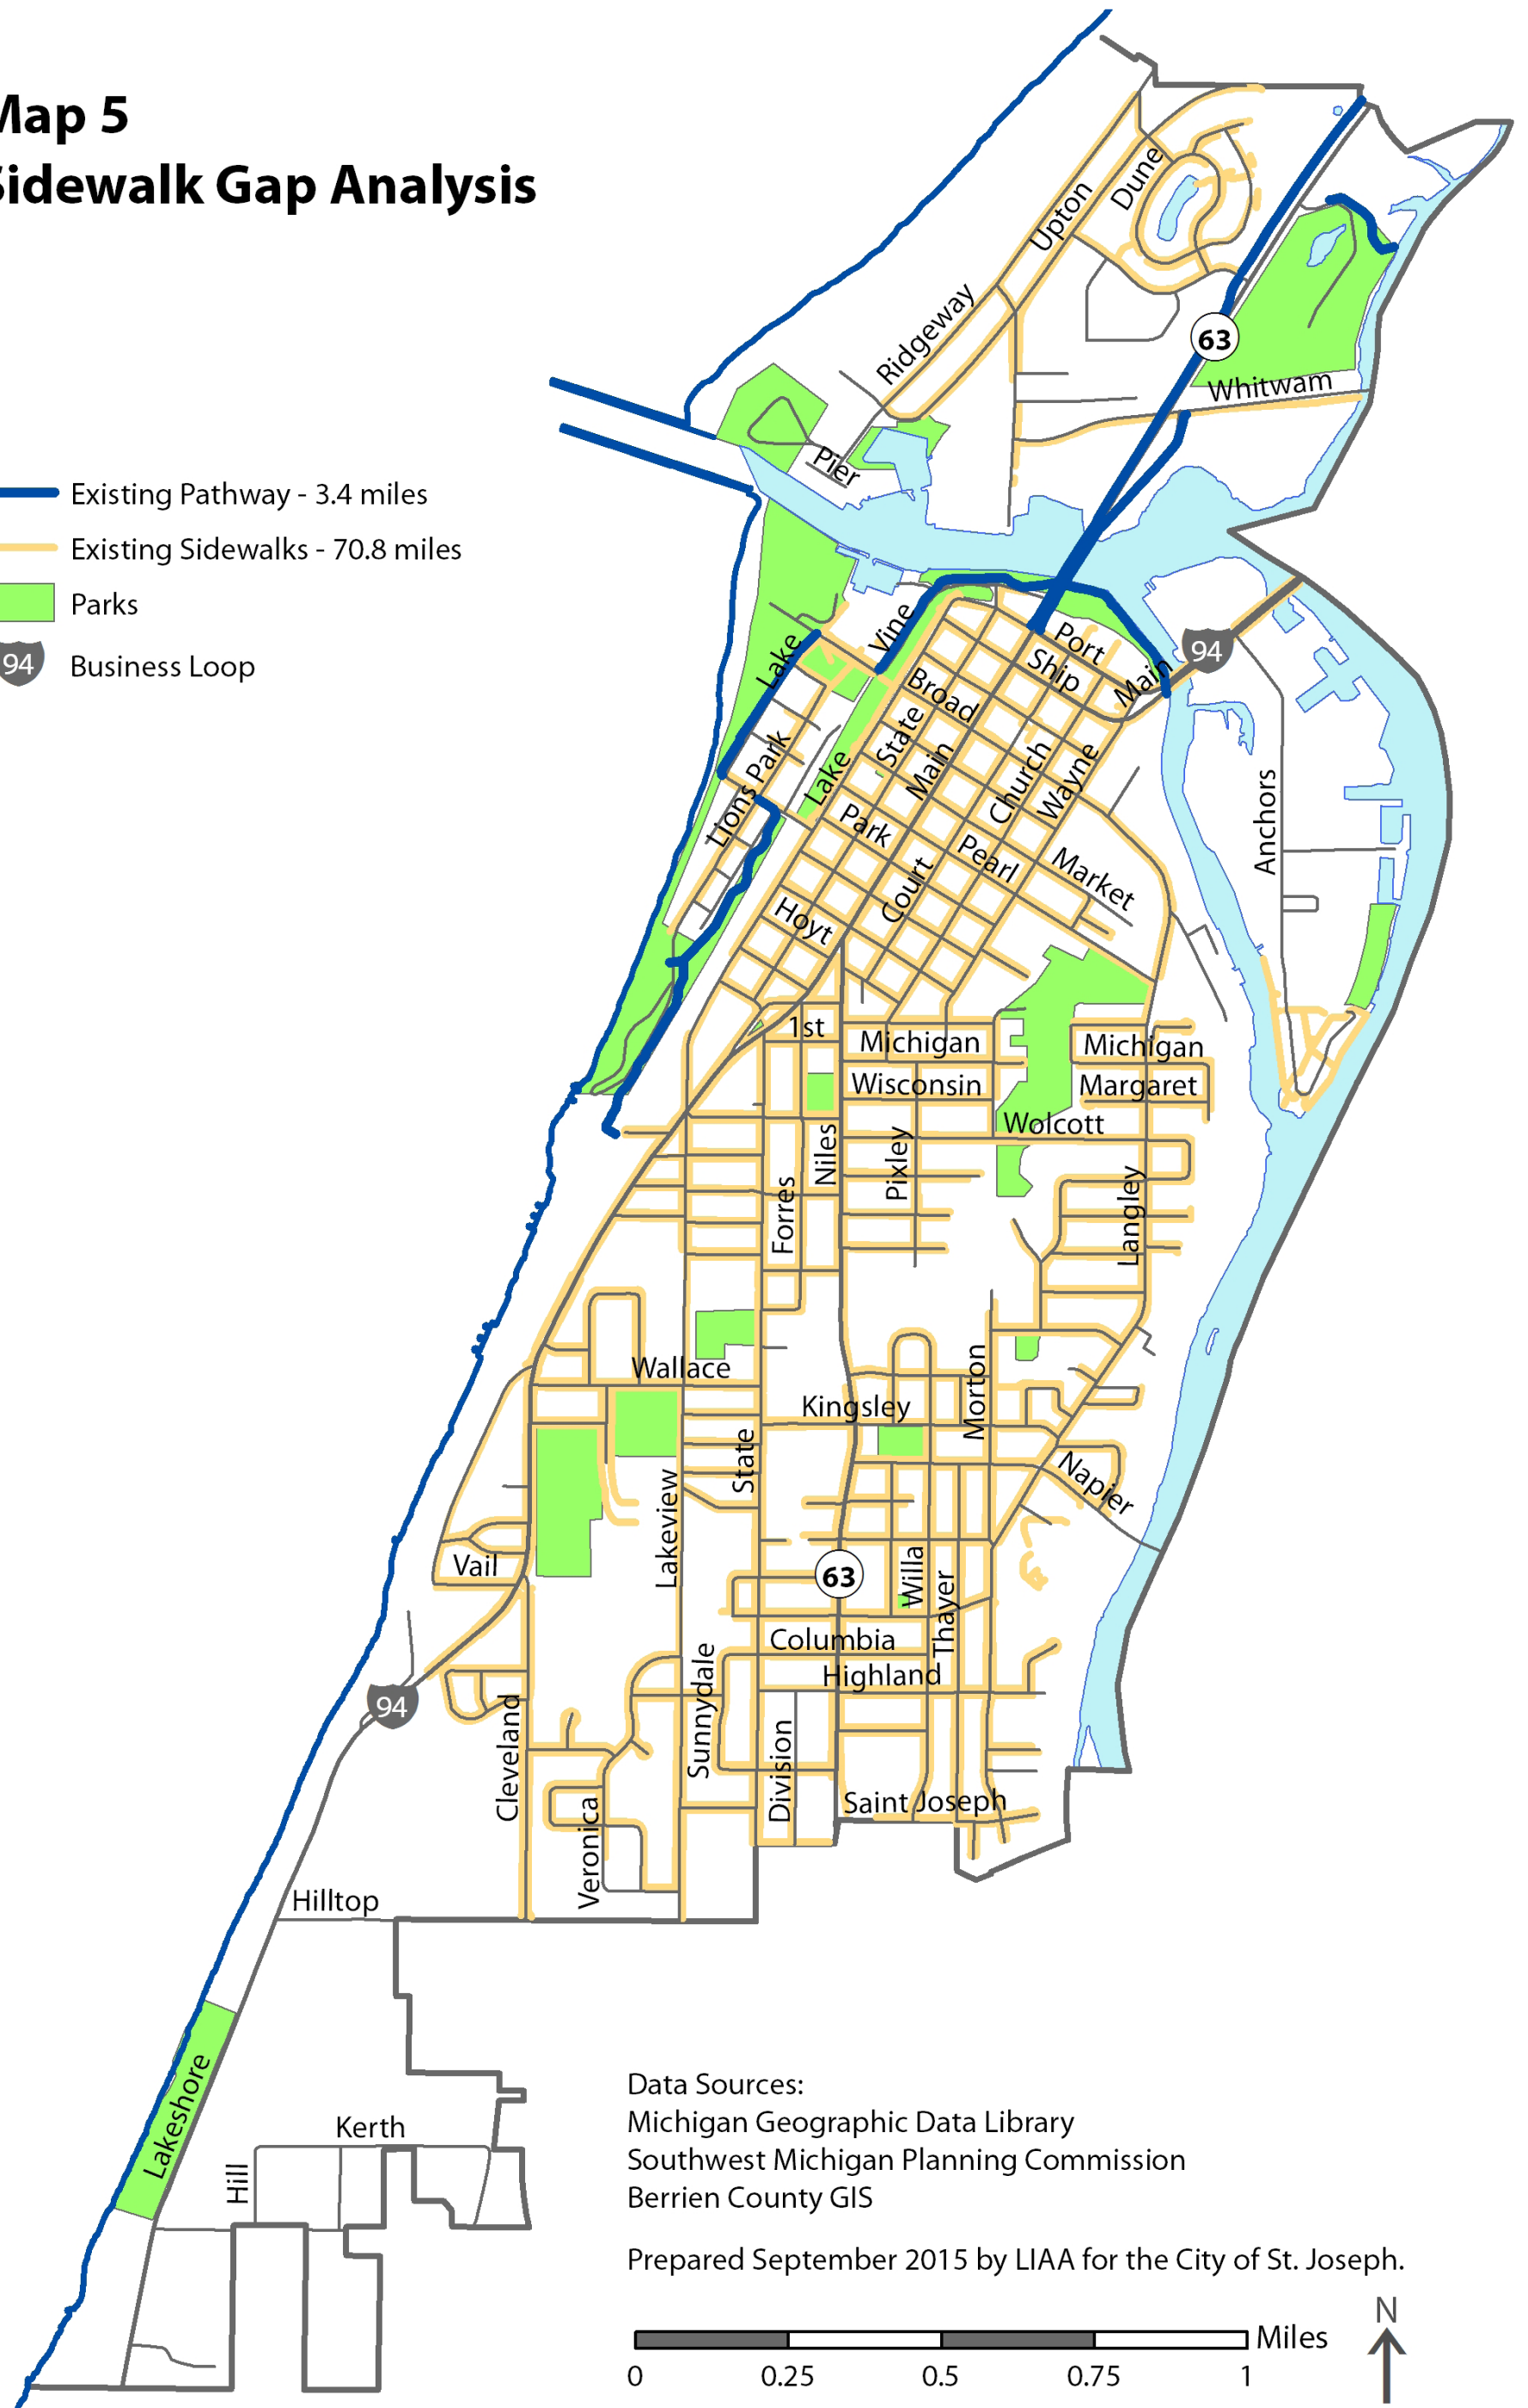 Map 5
Sidewalk Gap Analysis
Existing Pathway - 3.4 miles
Existing Sidewalks - 70.8 miles
Parks
94
Business Loop
Dune
Upton
Ridgeway
63
Whitwam
Pier
Vine
Lake
Port
Ship
Main
94
Broad
State
Main
Church
Wayne
Lions Park
Lake
Park
Pearl
Market
Anchors
Court
Hoyt
1st
Michigan
Michigan
Wisconsin
Margaret
Wolcott
Niles
Pixley
Forres
Langley
Wallace
Kingsley
Morton
State
Lakeview
Napier
Vail
63
Willa
Thayer
Columbia
Highland
Sunnydale
94
Cleveland
Division
Veronica
Saint Joseph
Hilltop
Lakeshore
Kerth
Hill
Data Sources:
Michigan Geographic Data Library
Southwest Michigan Planning Commission
Berrien County GIS
Prepared September 2015 by LIAA for the City of St. Joseph.
N
Miles
0 0.25 0.5 0.75 1